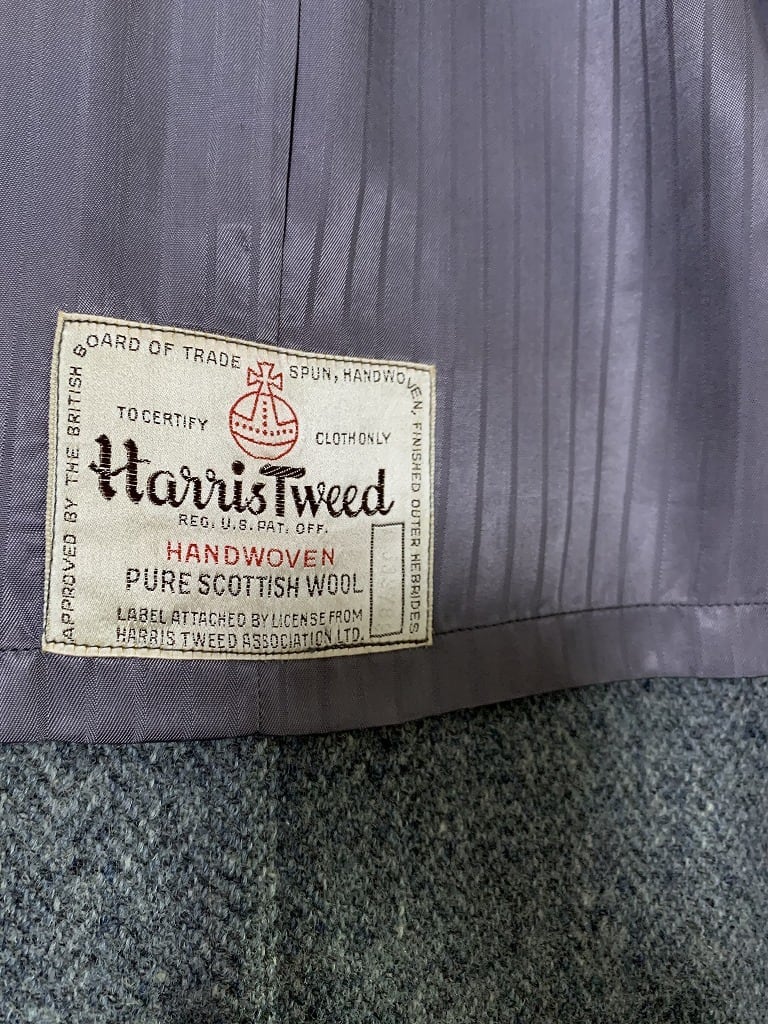 APPROVED BY THE BRITISH BOARD OF TRADE SPUN, HANDWOVEN, FINISHED OUTER HEBRIDES
TO CERTIFY CLOTH ONLY
Harris Tweed
REG. U.S. PAT. OFF.
HANDWOVEN
PURE SCOTTISH WOOL
LABEL ATTACHED BY LICENSE FROM
HARRIS TWEED ASSOCIATION LTD.